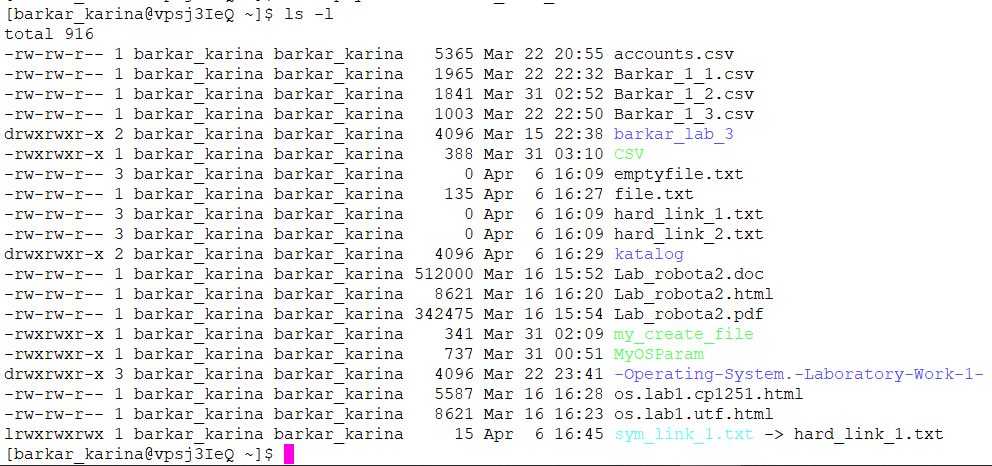 [barkar_karina@vpsj3IeQ ~]$ ls -l
total 916
-rw-rw-r-- 1 barkar_karina barkar_karina   5365 Mar 22 20:55 accounts.csv
-rw-rw-r-- 1 barkar_karina barkar_karina   1965 Mar 22 22:32 Barkar_1_1.csv
-rw-rw-r-- 1 barkar_karina barkar_karina   1841 Mar 31 02:52 Barkar_1_2.csv
-rw-rw-r-- 1 barkar_karina barkar_karina   1003 Mar 22 22:50 Barkar_1_3.csv
drwxrwxr-x 2 barkar_karina barkar_karina   4096 Mar 15 22:38 barkar_lab_3
-rwxrwxr-x 1 barkar_karina barkar_karina    388 Mar 31 03:10 CSV
-rw-rw-r-- 3 barkar_karina barkar_karina      0 Apr  6 16:09 emptyfile.txt
-rw-rw-r-- 1 barkar_karina barkar_karina    135 Apr  6 16:27 file.txt
-rw-rw-r-- 3 barkar_karina barkar_karina      0 Apr  6 16:09 hard_link_1.txt
-rw-rw-r-- 3 barkar_karina barkar_karina      0 Apr  6 16:09 hard_link_2.txt
drwxrwxr-x 2 barkar_karina barkar_karina   4096 Apr  6 16:29 katalog
-rw-rw-r-- 1 barkar_karina barkar_karina 512000 Mar 16 15:52 Lab_robota2.doc
-rw-rw-r-- 1 barkar_karina barkar_karina   8621 Mar 16 16:20 Lab_robota2.html
-rw-rw-r-- 1 barkar_karina barkar_karina 342475 Mar 16 15:54 Lab_robota2.pdf
-rwxrwxr-x 1 barkar_karina barkar_karina    341 Mar 31 02:09 my_create_file
-rwxrwxr-x 1 barkar_karina barkar_karina    737 Mar 31 00:51 MyOSParam
drwxrwxr-x 3 barkar_karina barkar_karina   4096 Mar 22 23:41 -Operating-System.-Laboratory-Work-1-
-rw-rw-r-- 1 barkar_karina barkar_karina   5587 Mar 16 16:28 os.lab1.cp1251.html
-rw-rw-r-- 1 barkar_karina barkar_karina   8621 Mar 16 16:23 os.lab1.utf.html
lrwxrwxrwx 1 barkar_karina barkar_karina     15 Apr  6 16:45 sym_link_1.txt -> hard_link_1.txt
[barkar_karina@vpsj3IeQ ~]$